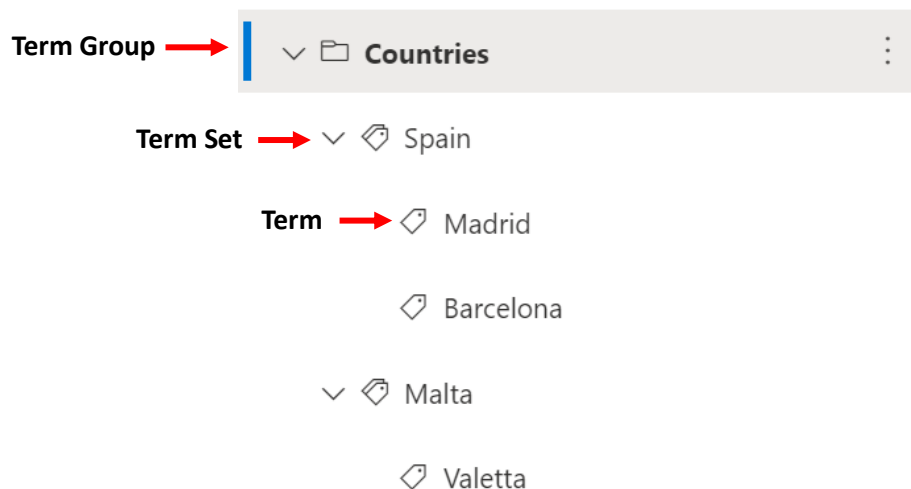 Term Group Countries
Term Set Spain
Term Madrid
Barcelona
Malta
Valetta